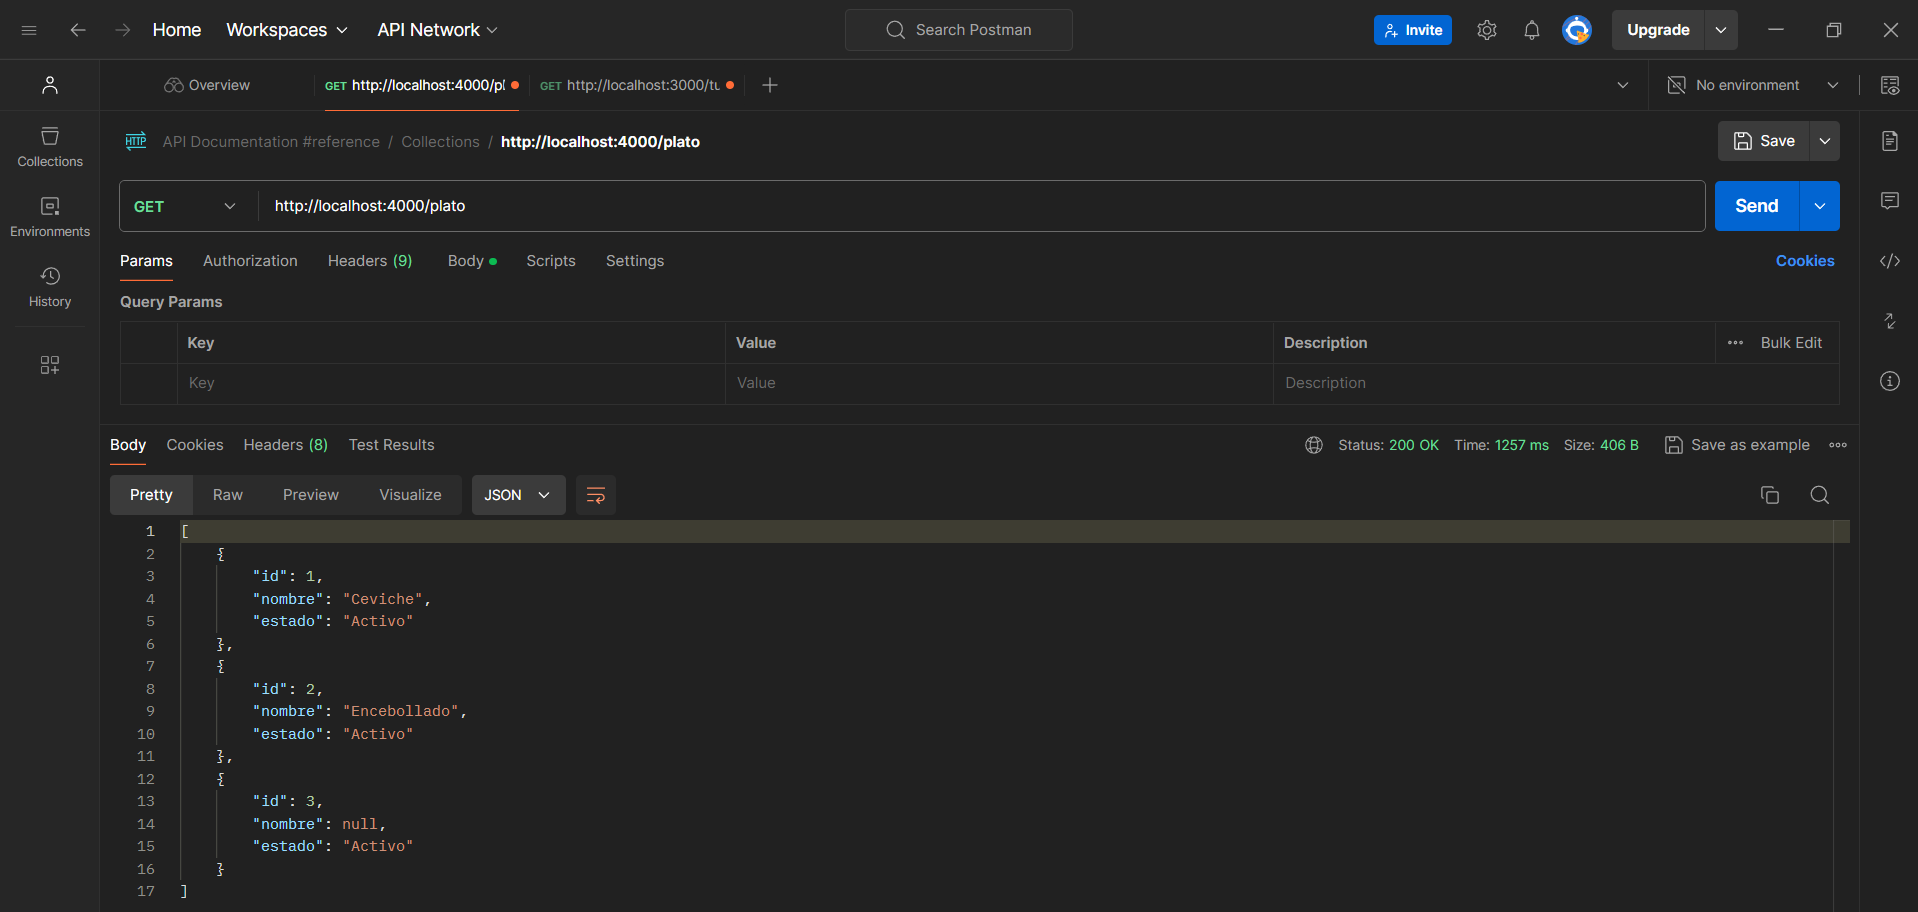 Home Workspaces API Network Search Postman Invite Upgrade
Overview GET http://localhost:4000/pl GET http://localhost:3000/tu No environment
HTTP API Documentation #reference / Collections / http://localhost:4000/plato Save
Collections
Environments
History
GET http://localhost:4000/plato Send
Params Authorization Headers (9) Body Scripts Settings Cookies
Query Params
Key Value Description Bulk Edit
Key Value Description
Body Cookies Headers (8) Test Results Status: 200 OK Time: 1257 ms Size: 406 B Save as example
Pretty Raw Preview Visualize JSON
1 [
2 {
3 "id": 1,
4 "nombre": "Ceviche",
5 "estado": "Activo"
6 },
7 {
8 "id": 2,
9 "nombre": "Encebollado",
10 "estado": "Activo"
11 },
12 {
13 "id": 3,
14 "nombre": null,
15 "estado": "Activo"
16 }
17 ]